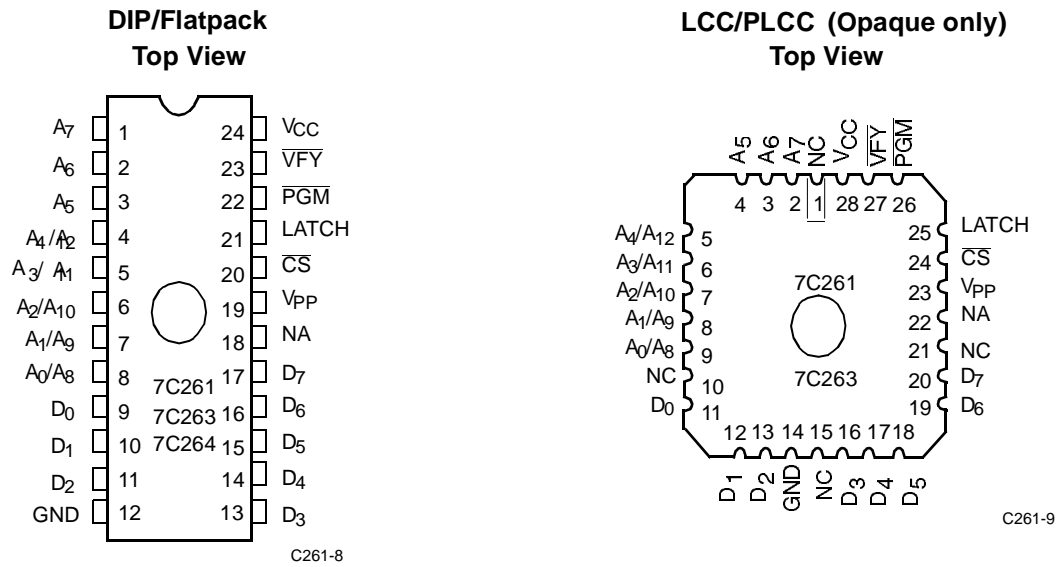 DIP/Flatpack
Top View
A7 1 24 VCC
A6 2 23 VFY
A5 3 22 PGM
A4/A12 4 21 LATCH
A3/A11 5 20 CS
A2/A10 6 19 VPP
A1/A9 7 18 NA
A0/A8 8 17 D7
7C261
D0 9 16 D6
7C263
D1 10 7C264 15 D5
D2 11 14 D4
GND 12 13 D3
C261-8
LCC/PLCC (Opaque only)
Top View
A5 A6 A7 NC VCC VFY PGM
4 3 2 1 28 27 26
A4/A12 5 25 LATCH
A3/A11 6 24 CS
A2/A10 7 7C261 23 VPP
A1/A9 8 22 NA
A0/A8 9 21 NC
NC 10 7C263 20 D7
D0 11 19 D6
12 13 14 15 16 17 18
D1 D2 GND NC D3 D4 D5
C261-9